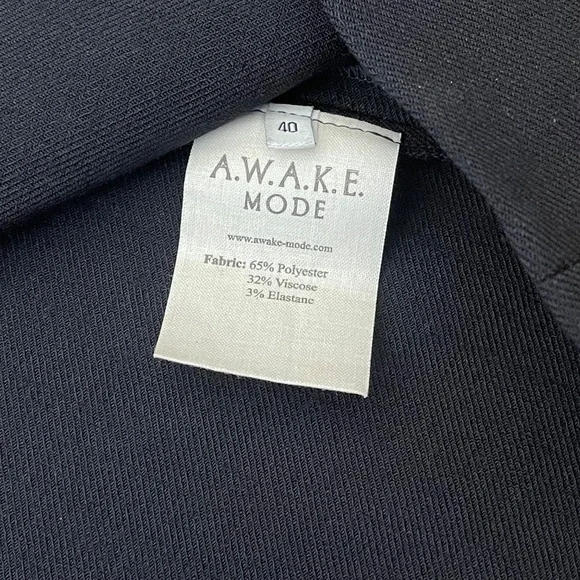 40
A.W.A.K.E.
MODE
www.awake-mode.com
Fabric: 65% Polyester
32% Viscose
3% Elastane